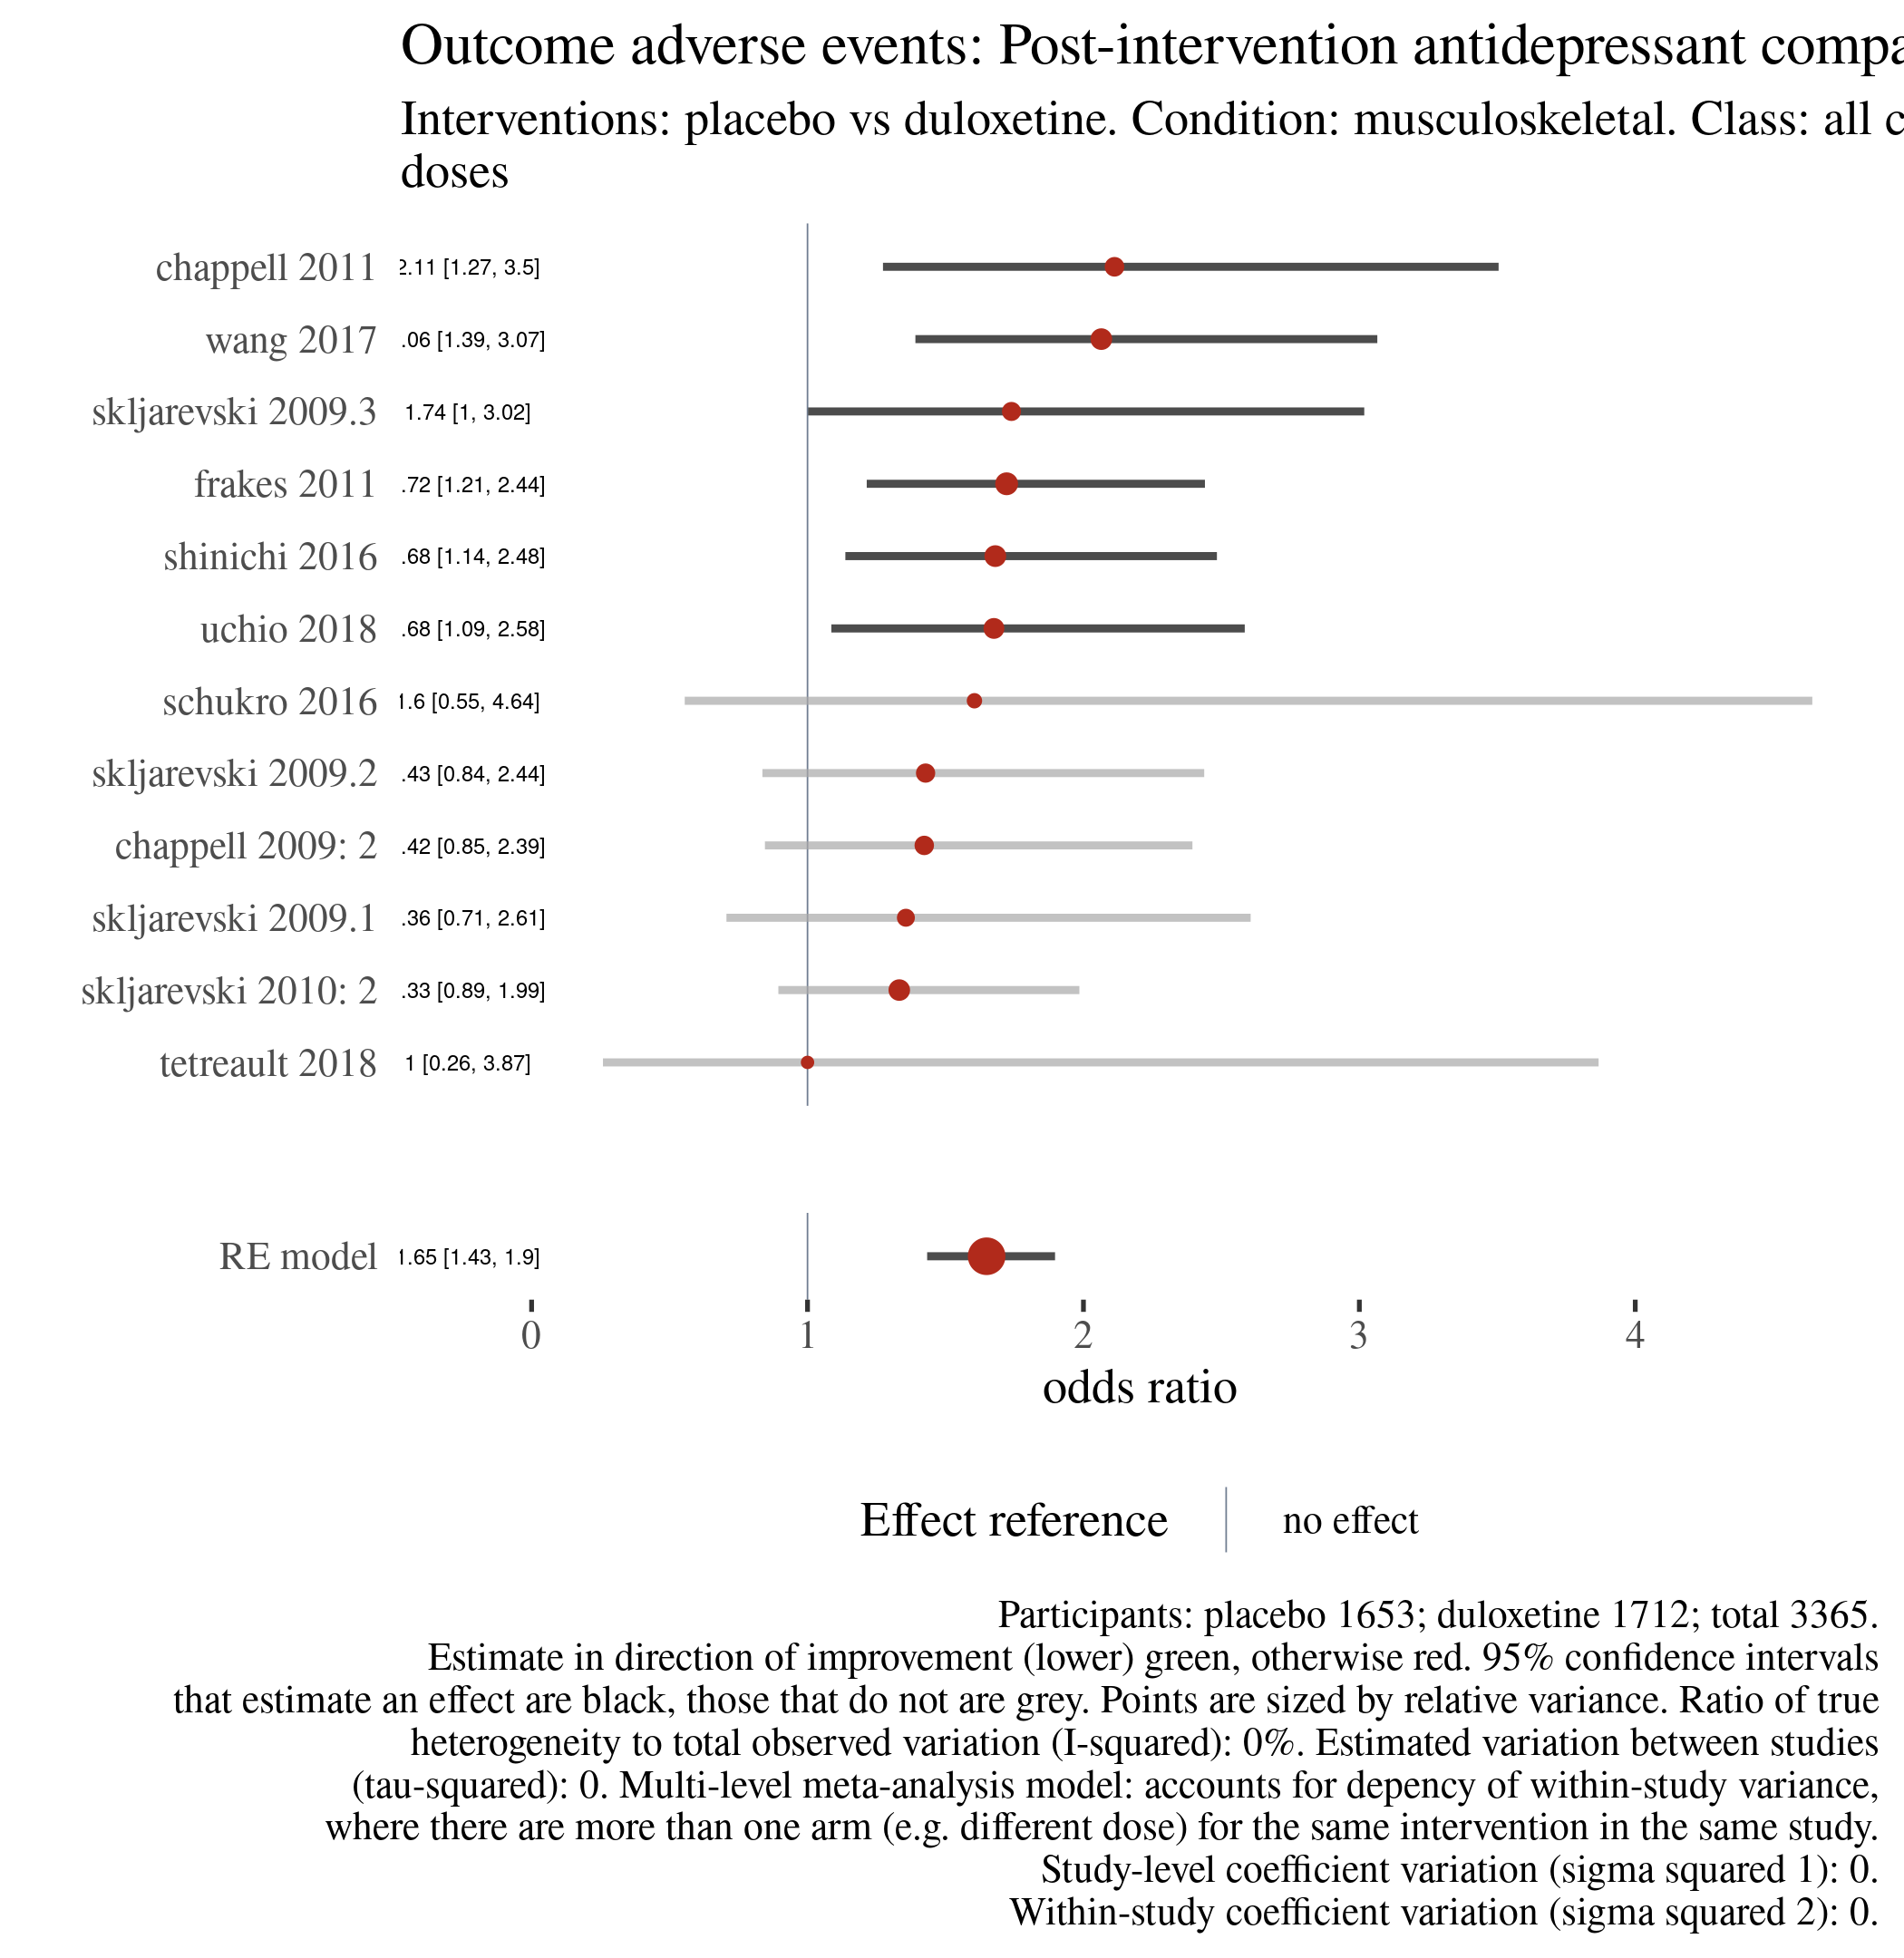 Outcome adverse events: Post-intervention antidepressant compa
Interventions: placebo vs duloxetine. Condition: musculoskeletal. Class: all c
doses
chappell 2011 2.11 [1.27, 3.5]
wang 2017 .06 [1.39, 3.07]
skljarevski 2009.3 1.74 [1, 3.02]
frakes 2011 .72 [1.21, 2.44]
shinichi 2016 .68 [1.14, 2.48]
uchio 2018 .68 [1.09, 2.58]
schukro 2016 1.6 [0.55, 4.64]
skljarevski 2009.2 .43 [0.84, 2.44]
chappell 2009: 2 .42 [0.85, 2.39]
skljarevski 2009.1 .36 [0.71, 2.61]
skljarevski 2010: 2 .33 [0.89, 1.99]
tetreault 2018 1 [0.26, 3.87]
RE model 1.65 [1.43, 1.9]
0 1 2 3 4
odds ratio
Effect reference no effect
Participants: placebo 1653; duloxetine 1712; total 3365.
Estimate in direction of improvement (lower) green, otherwise red. 95% confidence intervals
that estimate an effect are black, those that do not are grey. Points are sized by relative variance. Ratio of true
heterogeneity to total observed variation (I-squared): 0%. Estimated variation between studies
(tau-squared): 0. Multi-level meta-analysis model: accounts for depency of within-study variance,
where there are more than one arm (e.g. different dose) for the same intervention in the same study.
Study-level coefficient variation (sigma squared 1): 0.
Within-study coefficient variation (sigma squared 2): 0.